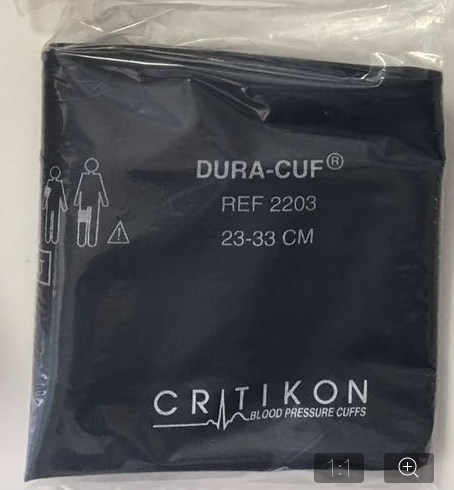 DURA-CUF®
REF 2203
23-33 CM
CRITIKON
BLOOD PRESSURE CUFFS
1:1